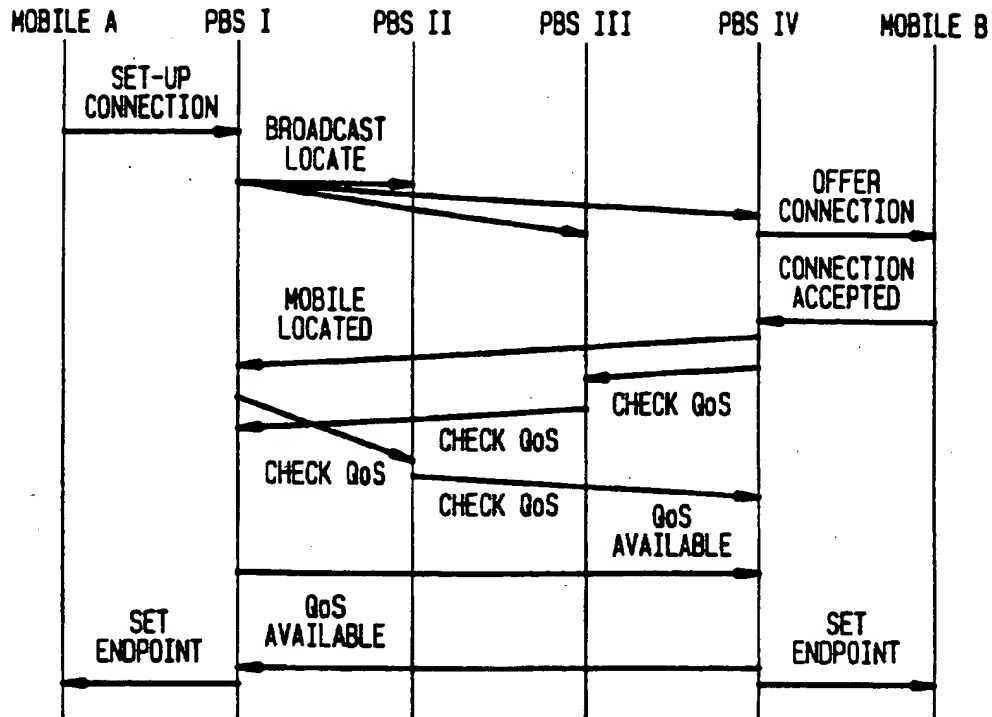 MOBILE A
PBS I
PBS II
PBS III
PBS IV
MOBILE B
SET-UP
CONNECTION
BROADCAST
LOCATE
OFFER
CONNECTION
CONNECTION
ACCEPTED
MOBILE
LOCATED
CHECK QoS
CHECK QoS
CHECK QoS
CHECK QoS
QoS
AVAILABLE
QoS
AVAILABLE
SET
ENDPOINT
SET
ENDPOINT